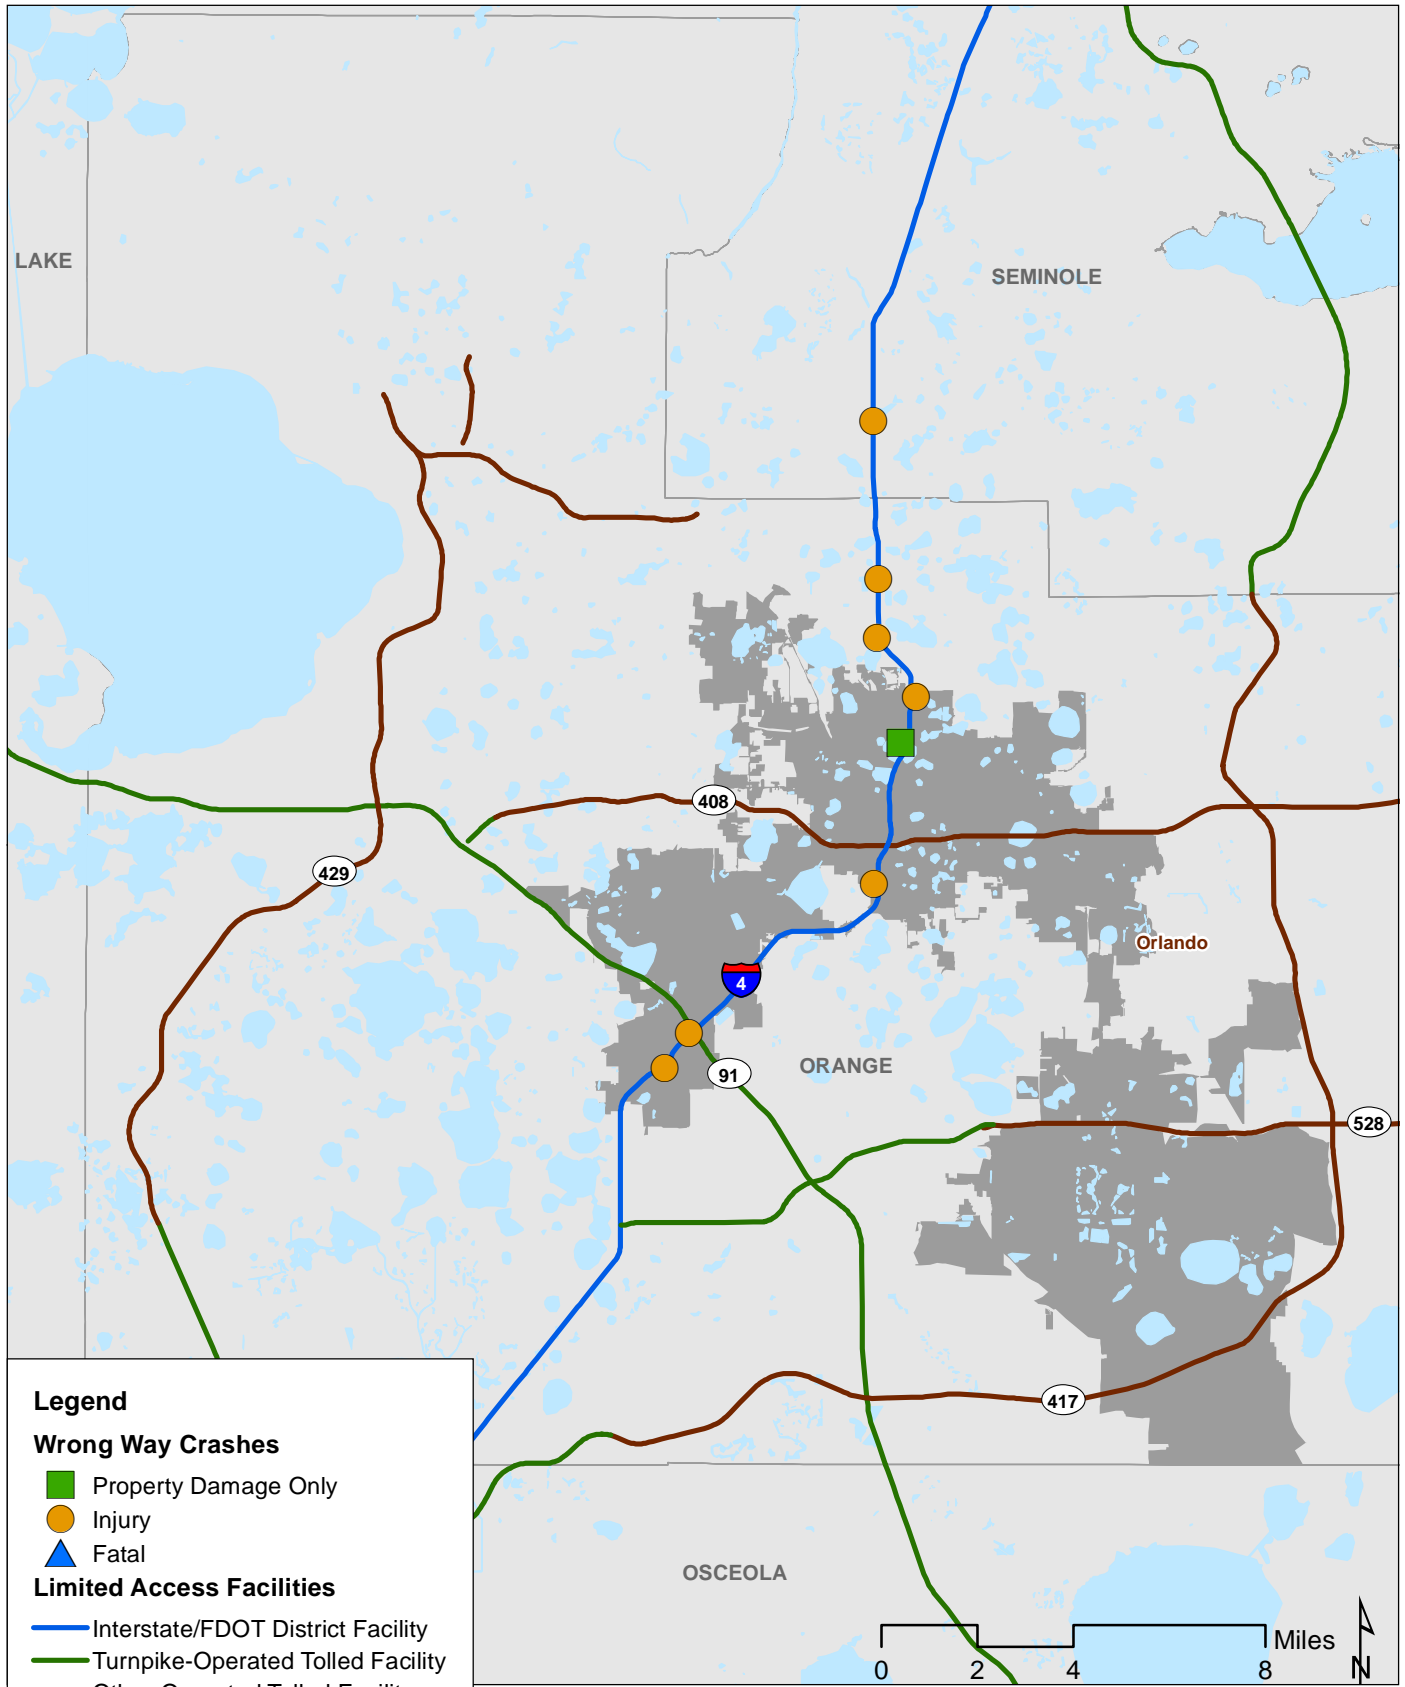 LAKE
SEMINOLE
408
429
Orlando
4
ORANGE
91
528
417
Legend
Wrong Way Crashes
Property Damage Only
Injury
Fatal
Limited Access Facilities
Interstate/FDOT District Facility
Turnpike-Operated Tolled Facility
OSCEOLA
Miles
0 2 4 8
N